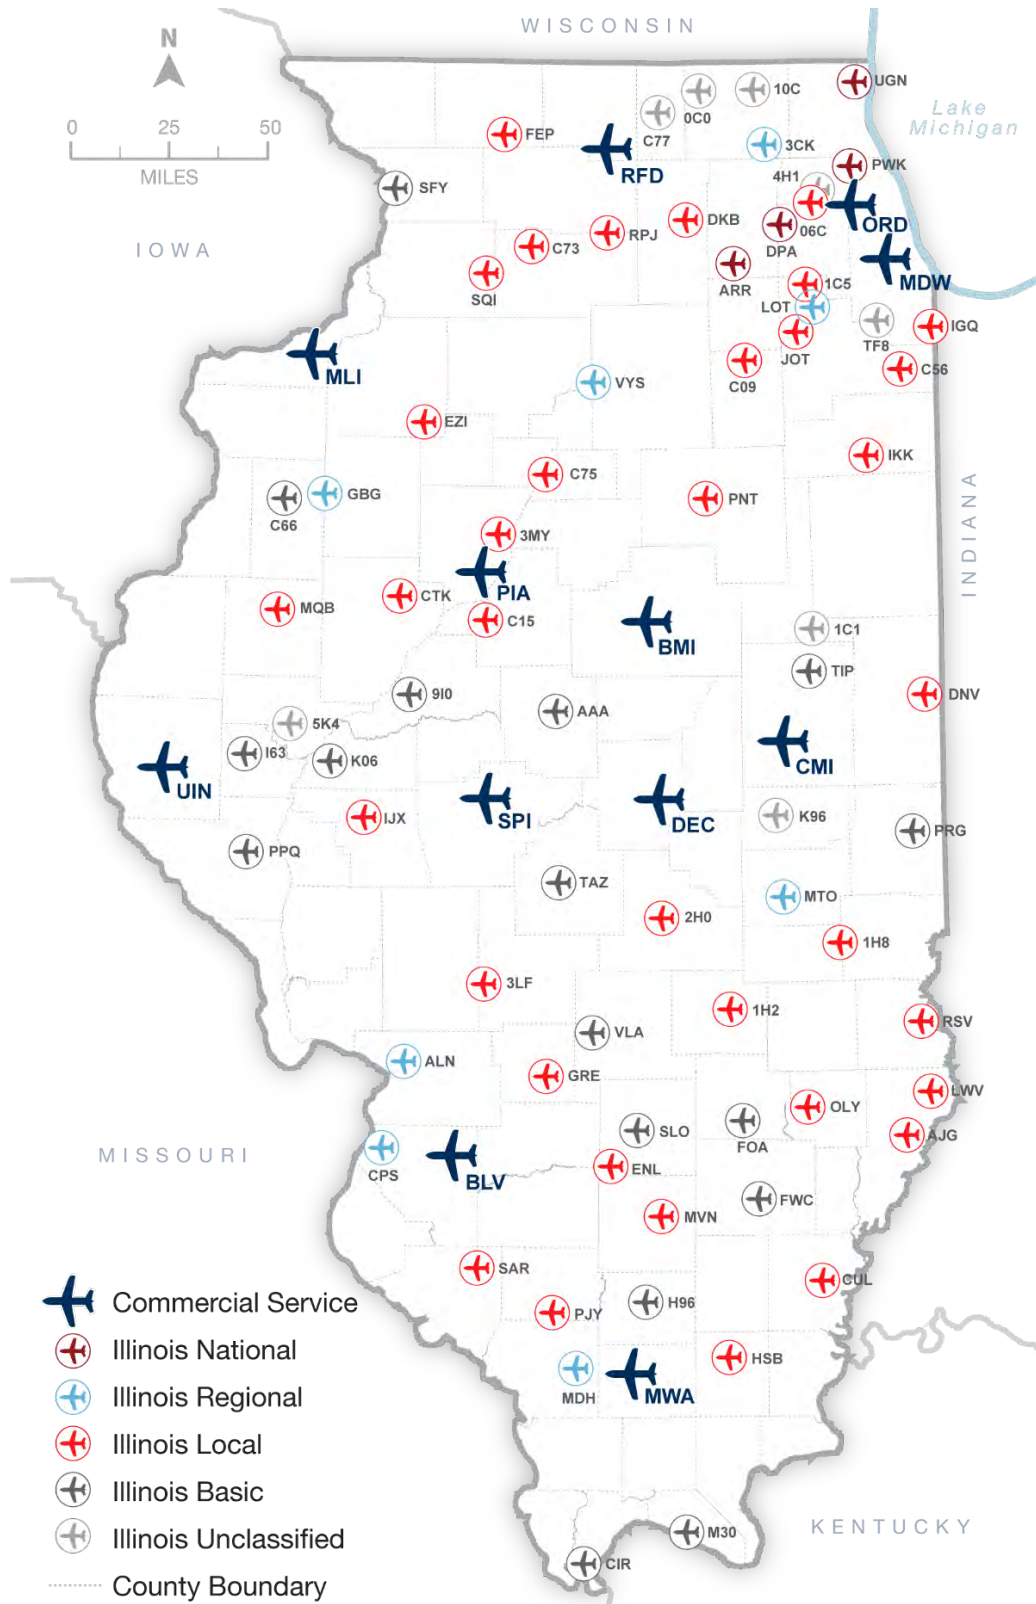 WISCONSIN
N
UGN
10C
0C0
Lake
Michigan
C77
FEP
3CK
0 25 50
MILES
RFD
PWK
4H1
SFY
ORD
DKB
06C
RPJ
DPA
IOWA
C73
MDW
ARR
1C5
SQI
LOT
IGQ
TF8
JOT
MLI
C09
C56
VYS
EZI
IKK
C75
GBG
PNT
C66
INDIANA
3MY
PIA
CTK
MQB
C15
1C1
BMI
TIP
9I0
DNV
AAA
5K4
I63
K06
CMI
UIN
SPI
DEC
IJX
K96
PRG
PPQ
TAZ
MTO
2H0
1H8
3LF
1H2
RSV
VLA
ALN
GRE
LWV
OLY
SLO
AJG
FOA
MISSOURI
CPS
BLV
ENL
FWC
MVN
SAR
CUL
H96
PJY
HSB
MDH
MWA
Commercial Service
Illinois National
Illinois Regional
Illinois Local
Illinois Basic
Illinois Unclassified
County Boundary
M30
KENTUCKY
CIR